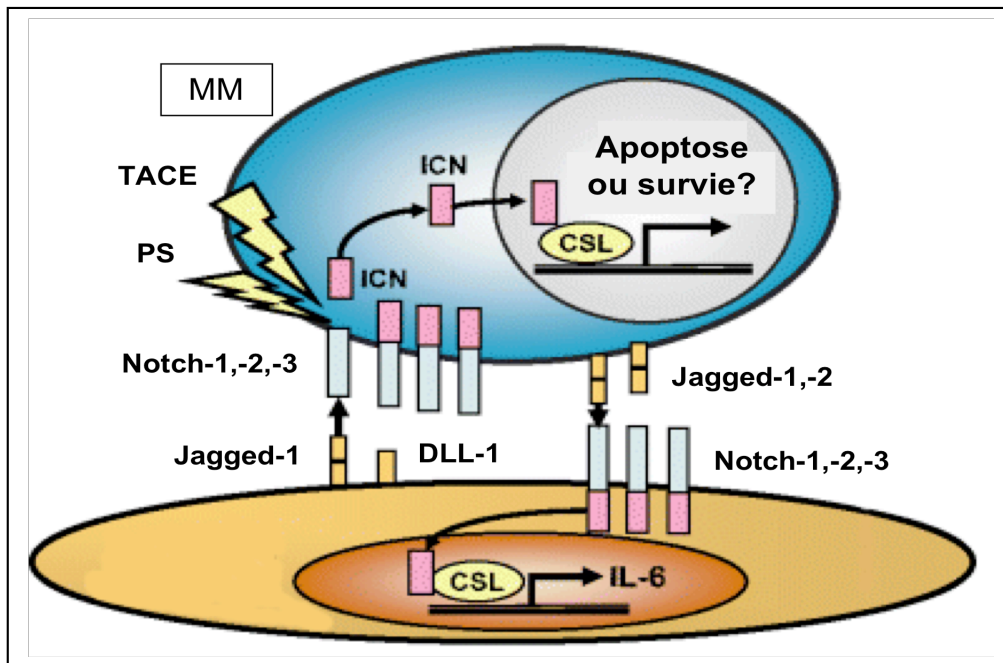 MM
TACE
PS
ICN
ICN
Apoptose
ou survie?
CSL
Notch-1,-2,-3
Jagged-1,-2
Jagged-1
DLL-1
Notch-1,-2,-3
CSL
IL-6